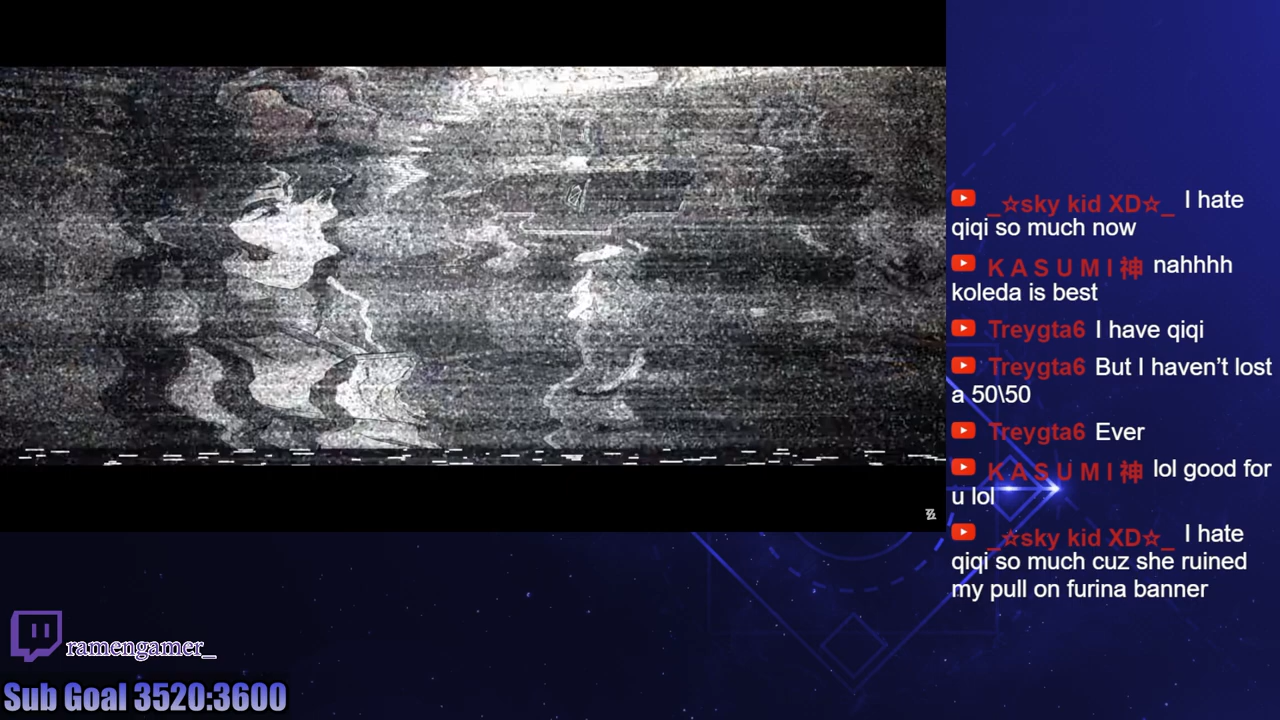 _☆sky kid XD☆_ I hate
qiqi so much now
K A S U M I 神 nahhhh
koleda is best
Treygta6 I have qiqi
Treygta6 But I haven’t lost
a 50\50
Treygta6 Ever
K A S U M I 神 lol good for
u lol
_☆sky kid XD☆_ I hate
qiqi so much cuz she ruined
my pull on furina banner
ramengamer_
Sub Goal 3520:3600